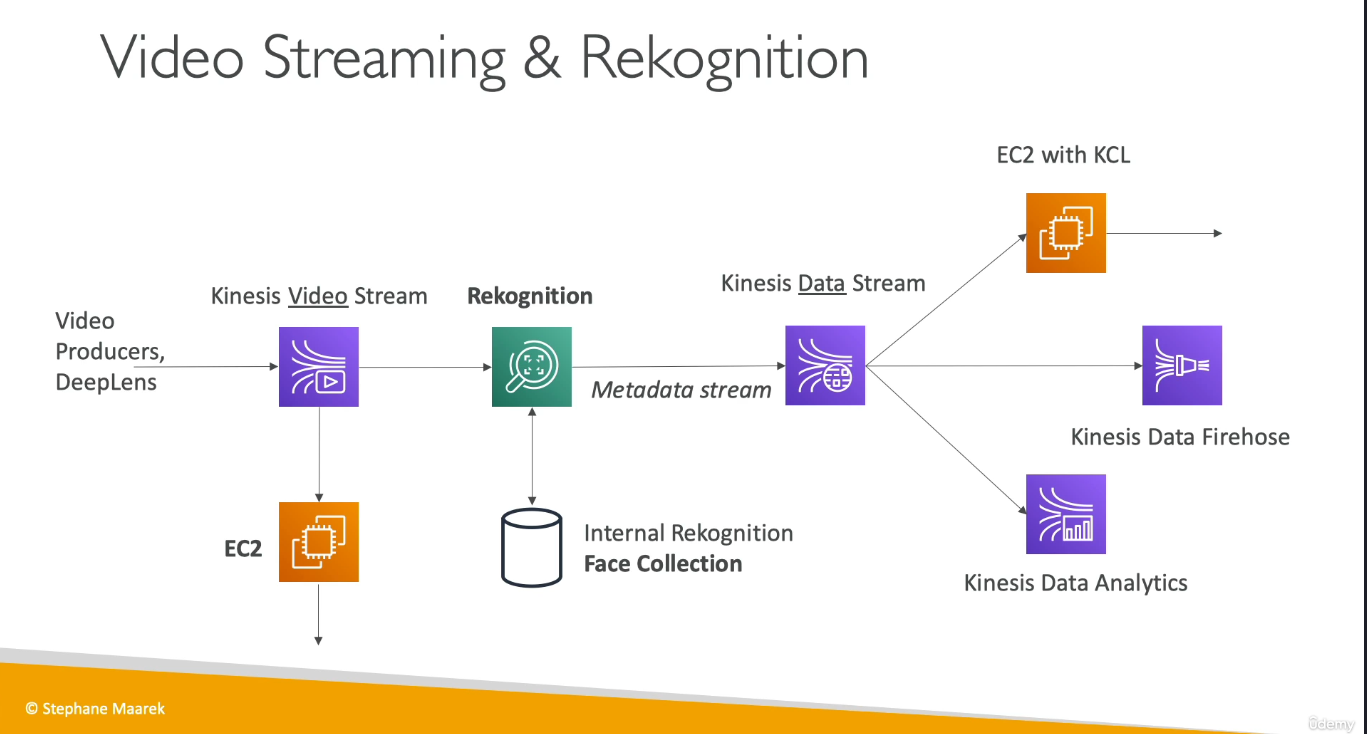 Video Streaming & Rekognition
EC2 with KCL
Kinesis Video Stream
Rekognition
Kinesis Data Stream
Video
Producers,
DeepLens
Metadata stream
Kinesis Data Firehose
EC2
Internal Rekognition
Face Collection
Kinesis Data Analytics
© Stephane Maarek
ûdemy